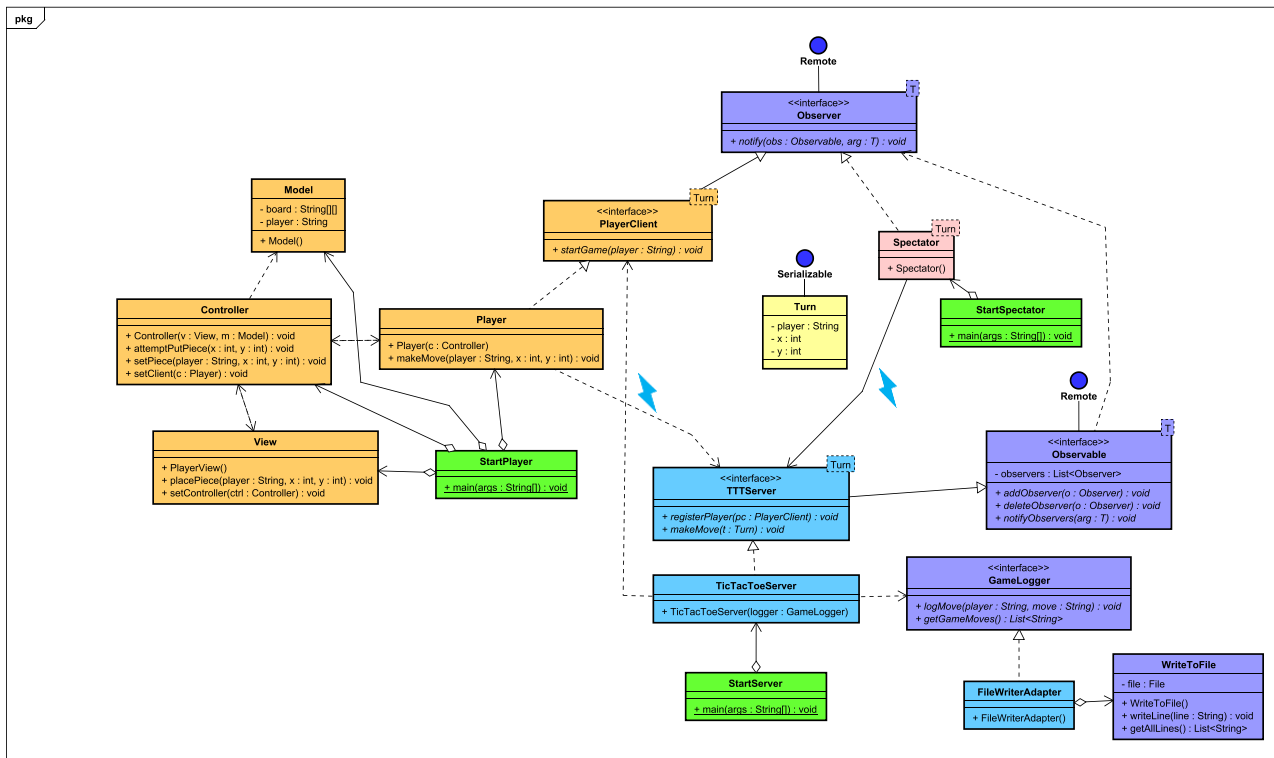 pkg
Remote
T
<<interface>>
Observer
+ notify(obs : Observable, arg : T) : void
Model
- board : String[][]
- player : String
+ Model()
Turn
<<interface>>
PlayerClient
+ startGame(player : String) : void
Turn
Spectator
+ Spectator()
Serializable
Turn
- player : String
- x : int
- y : int
StartSpectator
+ main(args : String[]) : void
Controller
+ Controller(v : View, m : Model) : void
+ attemptPutPiece(x : int, y : int) : void
+ setPiece(player : String, x : int, y : int) : void
+ setClient(c : Player) : void
Player
+ Player(c : Controller)
+ makeMove(player : String, x : int, y : int) : void
Remote
View
+ PlayerView()
+ placePiece(player : String, x : int, y : int) : void
+ setController(ctrl : Controller) : void
StartPlayer
+ main(args : String[]) : void
T
<<interface>>
Observable
- observers : List<Observer>
+ addObserver(o : Observer) : void
+ deleteObserver(o : Observer) : void
+ notifyObservers(arg : T) : void
Turn
<<interface>>
TTTServer
+ registerPlayer(pc : PlayerClient) : void
+ makeMove(t : Turn) : void
TicTacToeServer
+ TicTacToeServer(logger : GameLogger)
<<interface>>
GameLogger
+ logMove(player : String, move : String) : void
+ getGameMoves() : List<String>
StartServer
+ main(args : String[]) : void
FileWriterAdapter
+ FileWriterAdapter()
WriteToFile
- file : File
+ WriteToFile()
+ writeLine(line : String) : void
+ getAllLines() : List<String>